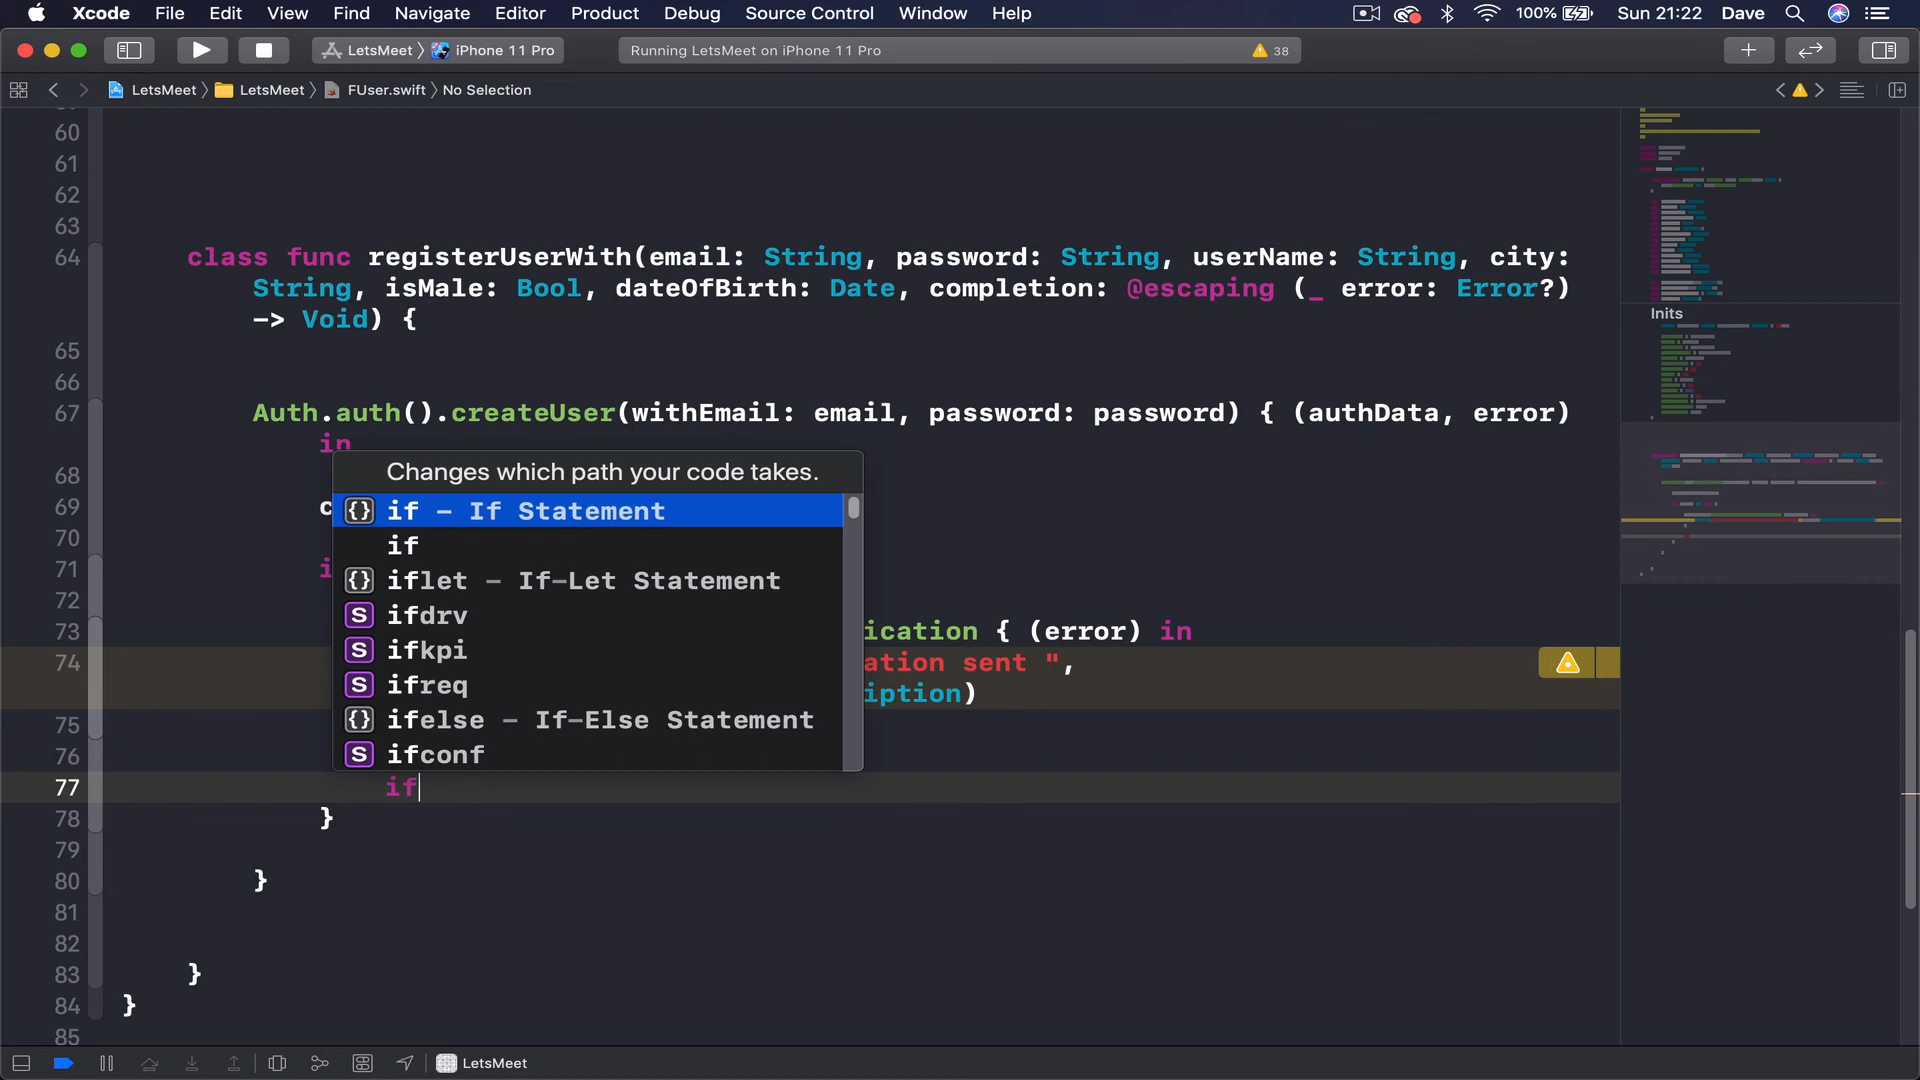 Xcode File Edit View Find Navigate Editor Product Debug Source Control Window Help 100% Sun 21:22 Dave
LetsMeet iPhone 11 Pro Running LetsMeet on iPhone 11 Pro 38
LetsMeet LetsMeet FUser.swift No Selection
60
61
62
63
64 class func registerUserWith(email: String, password: String, userName: String, city:
String, isMale: Bool, dateOfBirth: Date, completion: @escaping (_ error: Error?)
-> Void) {
65
66
67 Auth.auth().createUser(withEmail: email, password: password) { (authData, error)
in
68
69 c
70
71 i
72
73 ication { (error) in
74 ation sent ",
iption)
75
76
77 if
78 }
79
80 }
81
82
83 }
84 }
85
Changes which path your code takes.
{} if – If Statement
if
{} iflet – If-Let Statement
S ifdrv
S ifkpi
S ifreq
{} ifelse – If-Else Statement
S ifconf
Inits
LetsMeet